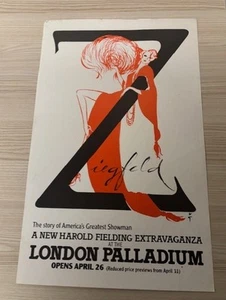 Ziegfeld
The story of America's Greatest Showman
A NEW HAROLD FIELDING EXTRAVAGANZA
AT THE
LONDON PALLADIUM
OPENS APRIL 26 (Reduced price previews from April 11)